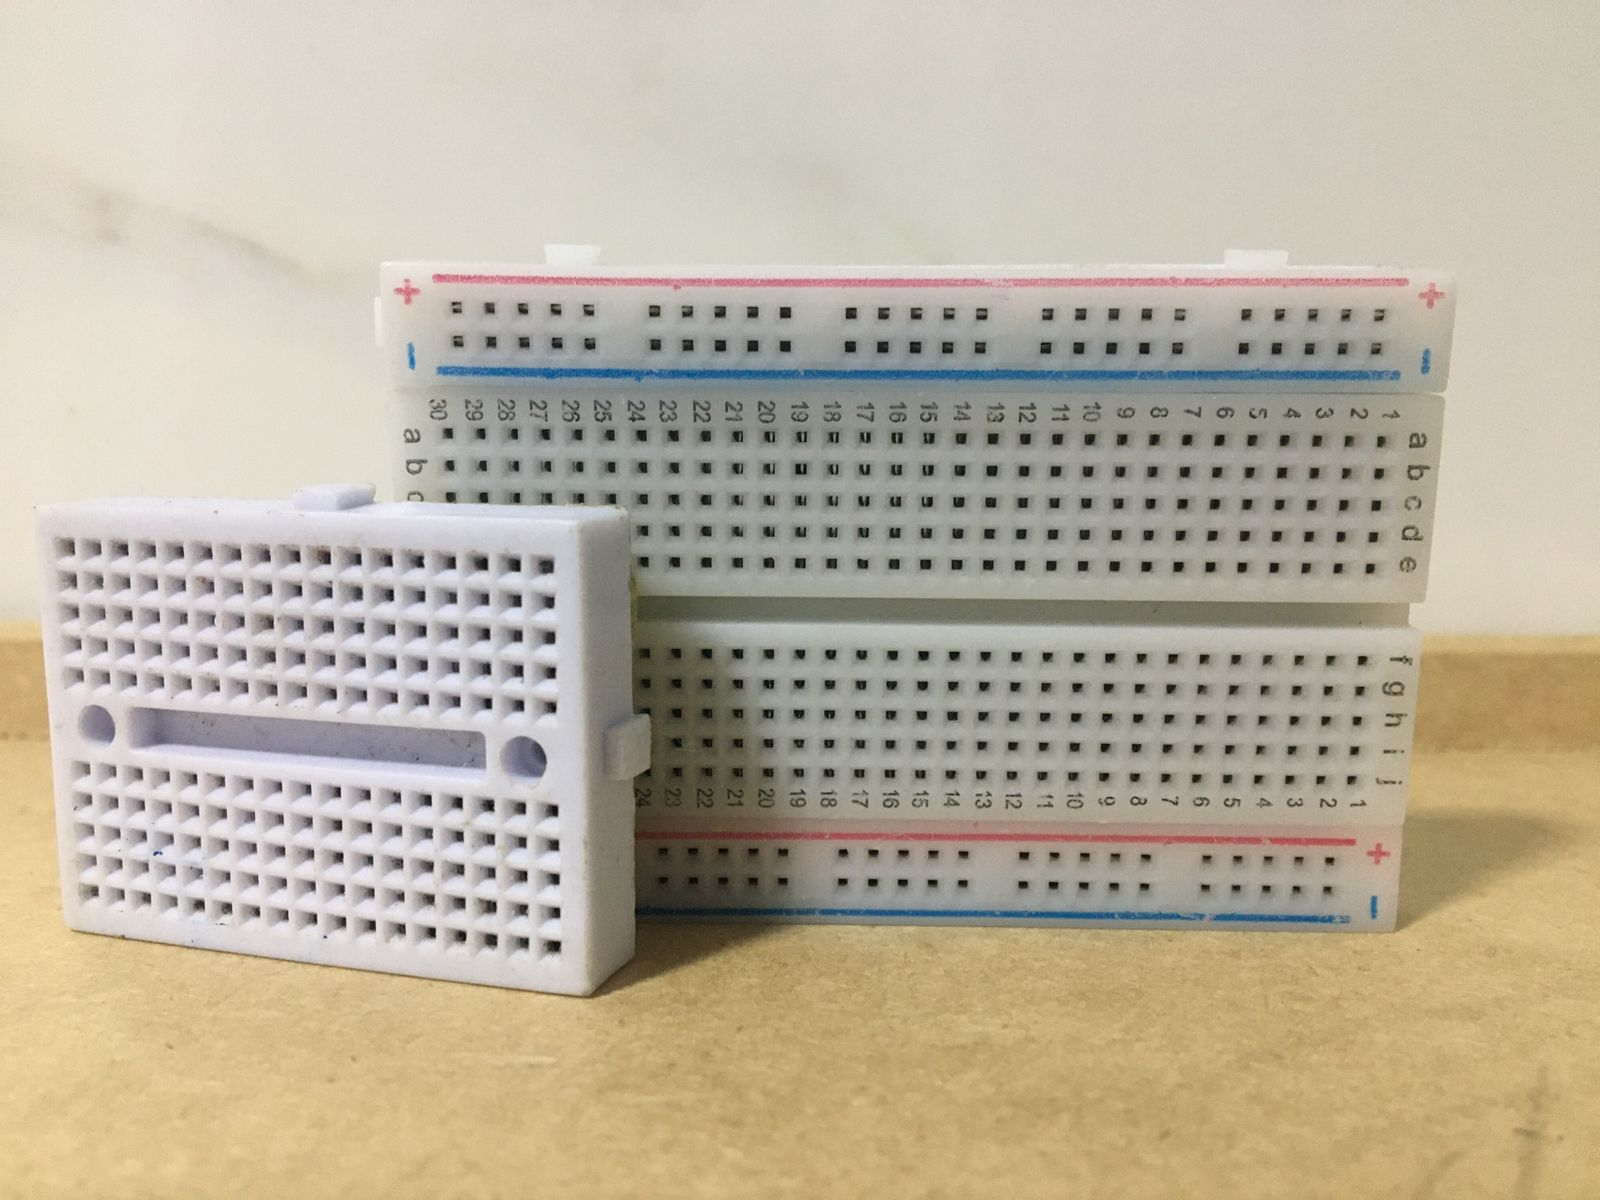 + +
- -
30 29 28 27 26 25 24 23 22 21 20 19 18 17 16 15 14 13 12 11 10 9 8 7 6 5 4 3 2 1
a a
b b
c c
d
e
f
g
h
i
j
24 23 22 21 20 19 18 17 16 15 14 13 12 11 10 9 8 7 6 5 4 3 2 1
+
-